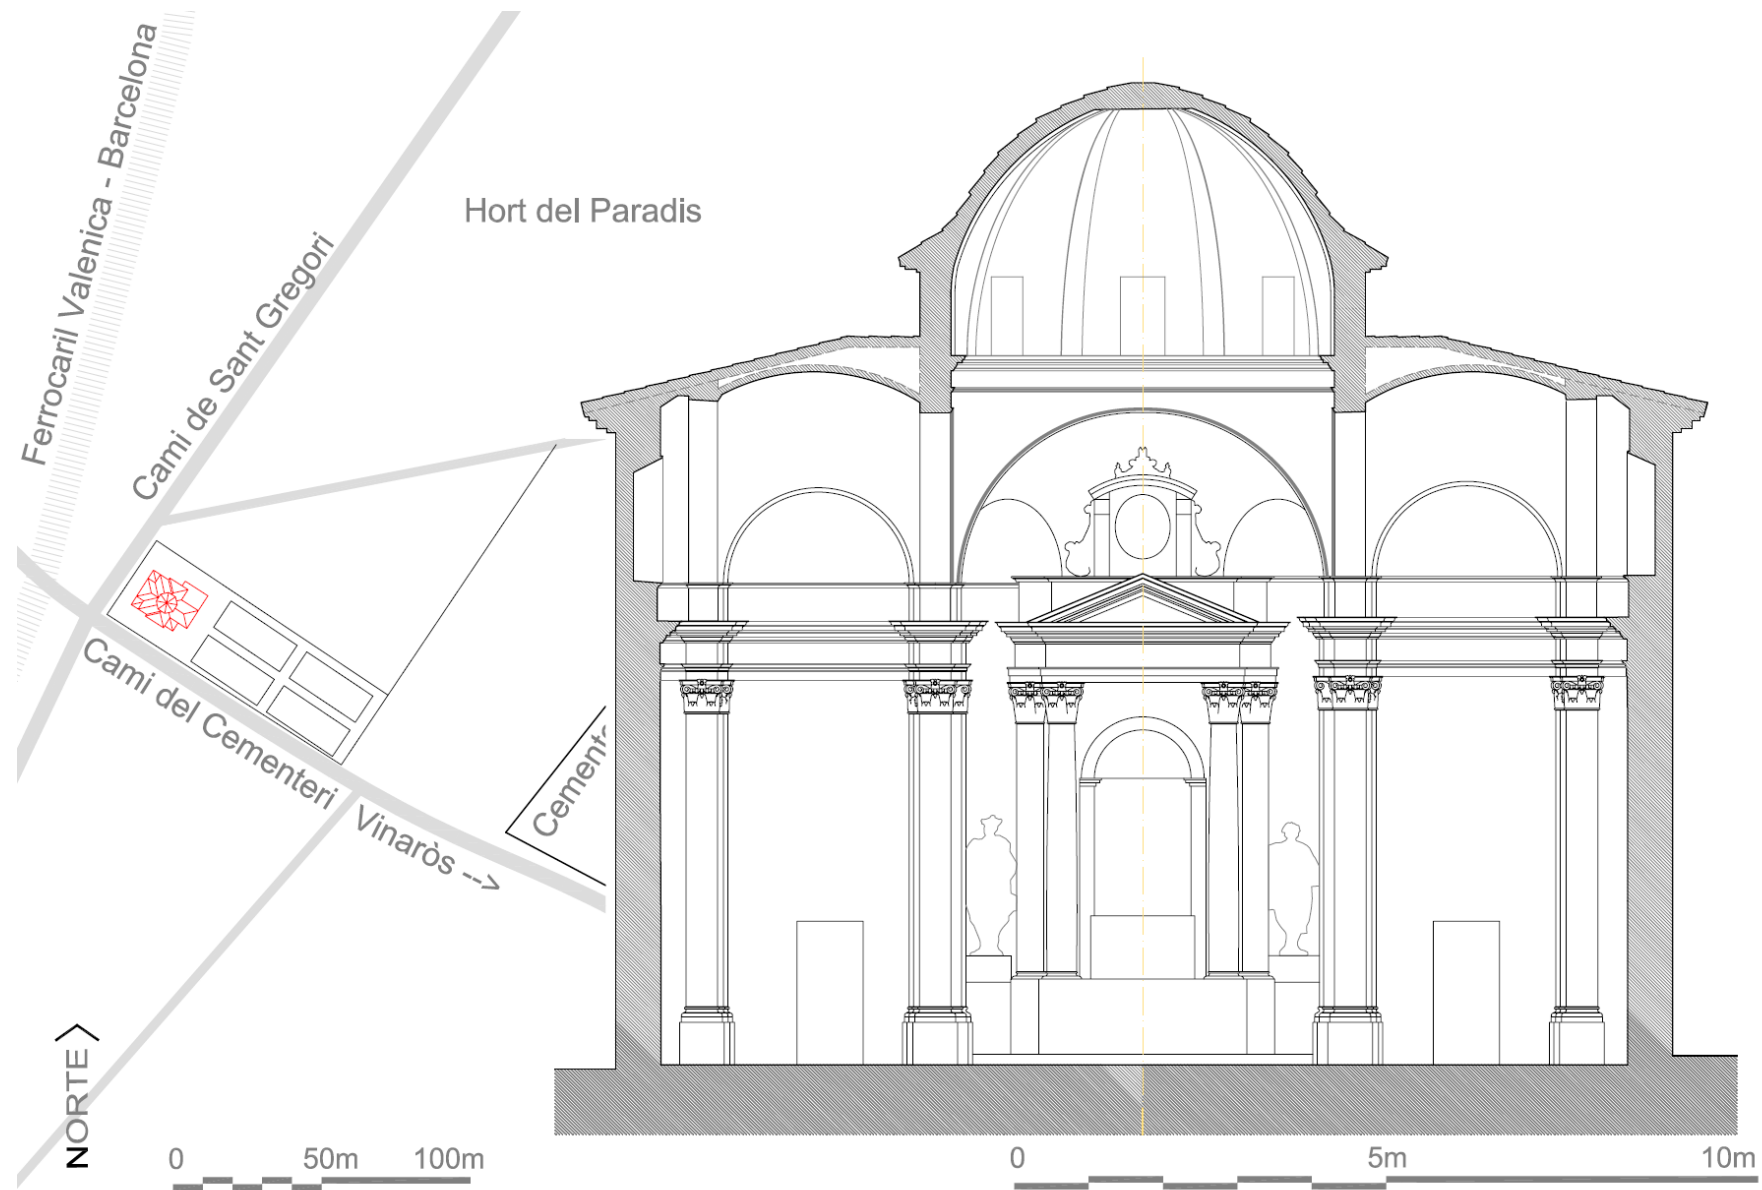 Ferrocaril Valenica - Barcelona
Cami de Sant Gregori
Hort del Paradis
Cami del Cementeri
Vinaròs -->
Cemente
NORTE
0 50m 100m
0 5m 10m